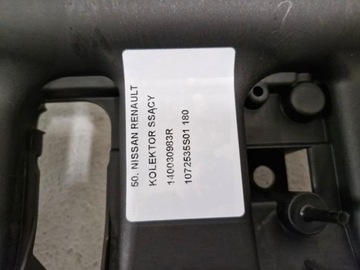 50. NISSAN RENAULT
KOLEKTOR SSĄCY
140030983R
1072535S01 180